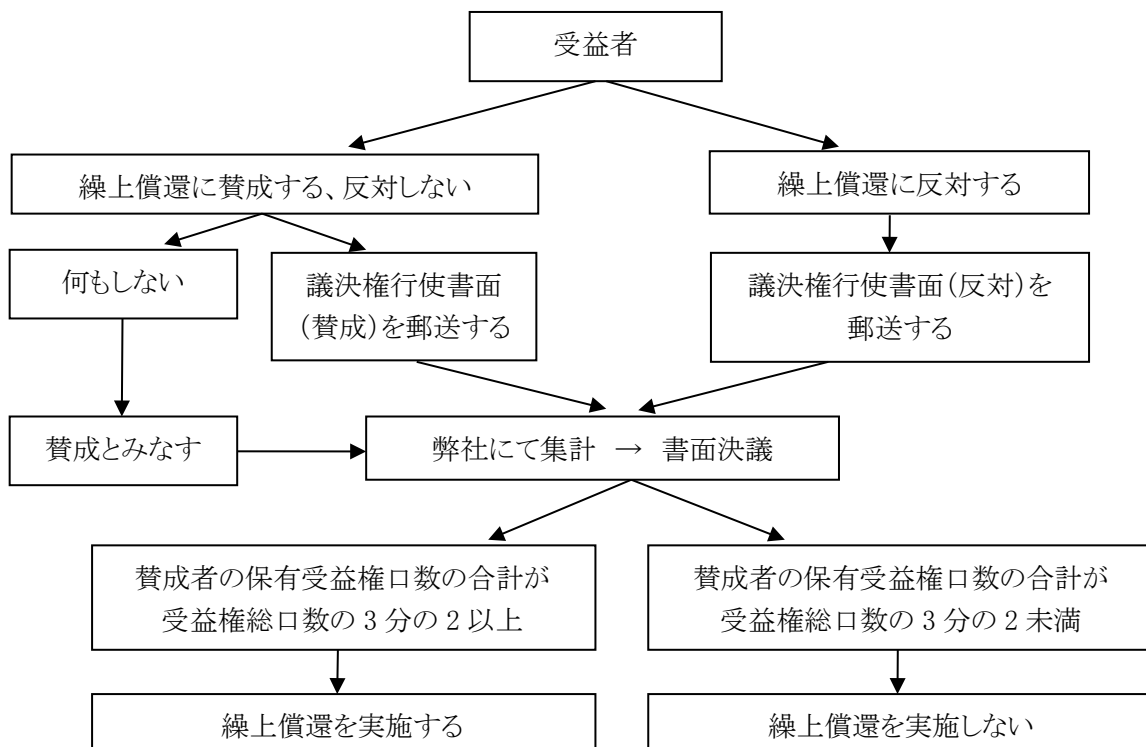 受益者
繰上償還に賛成する、反対しない
繰上償還に反対する
何もしない
議決権行使書面
(賛成)を郵送する
議決権行使書面(反対)を
郵送する
賛成とみなす
弊社にて集計 → 書面決議
賛成者の保有受益権口数の合計が
受益権総口数の 3 分の 2 以上
賛成者の保有受益権口数の合計が
受益権総口数の 3 分の 2 未満
繰上償還を実施する
繰上償還を実施しない